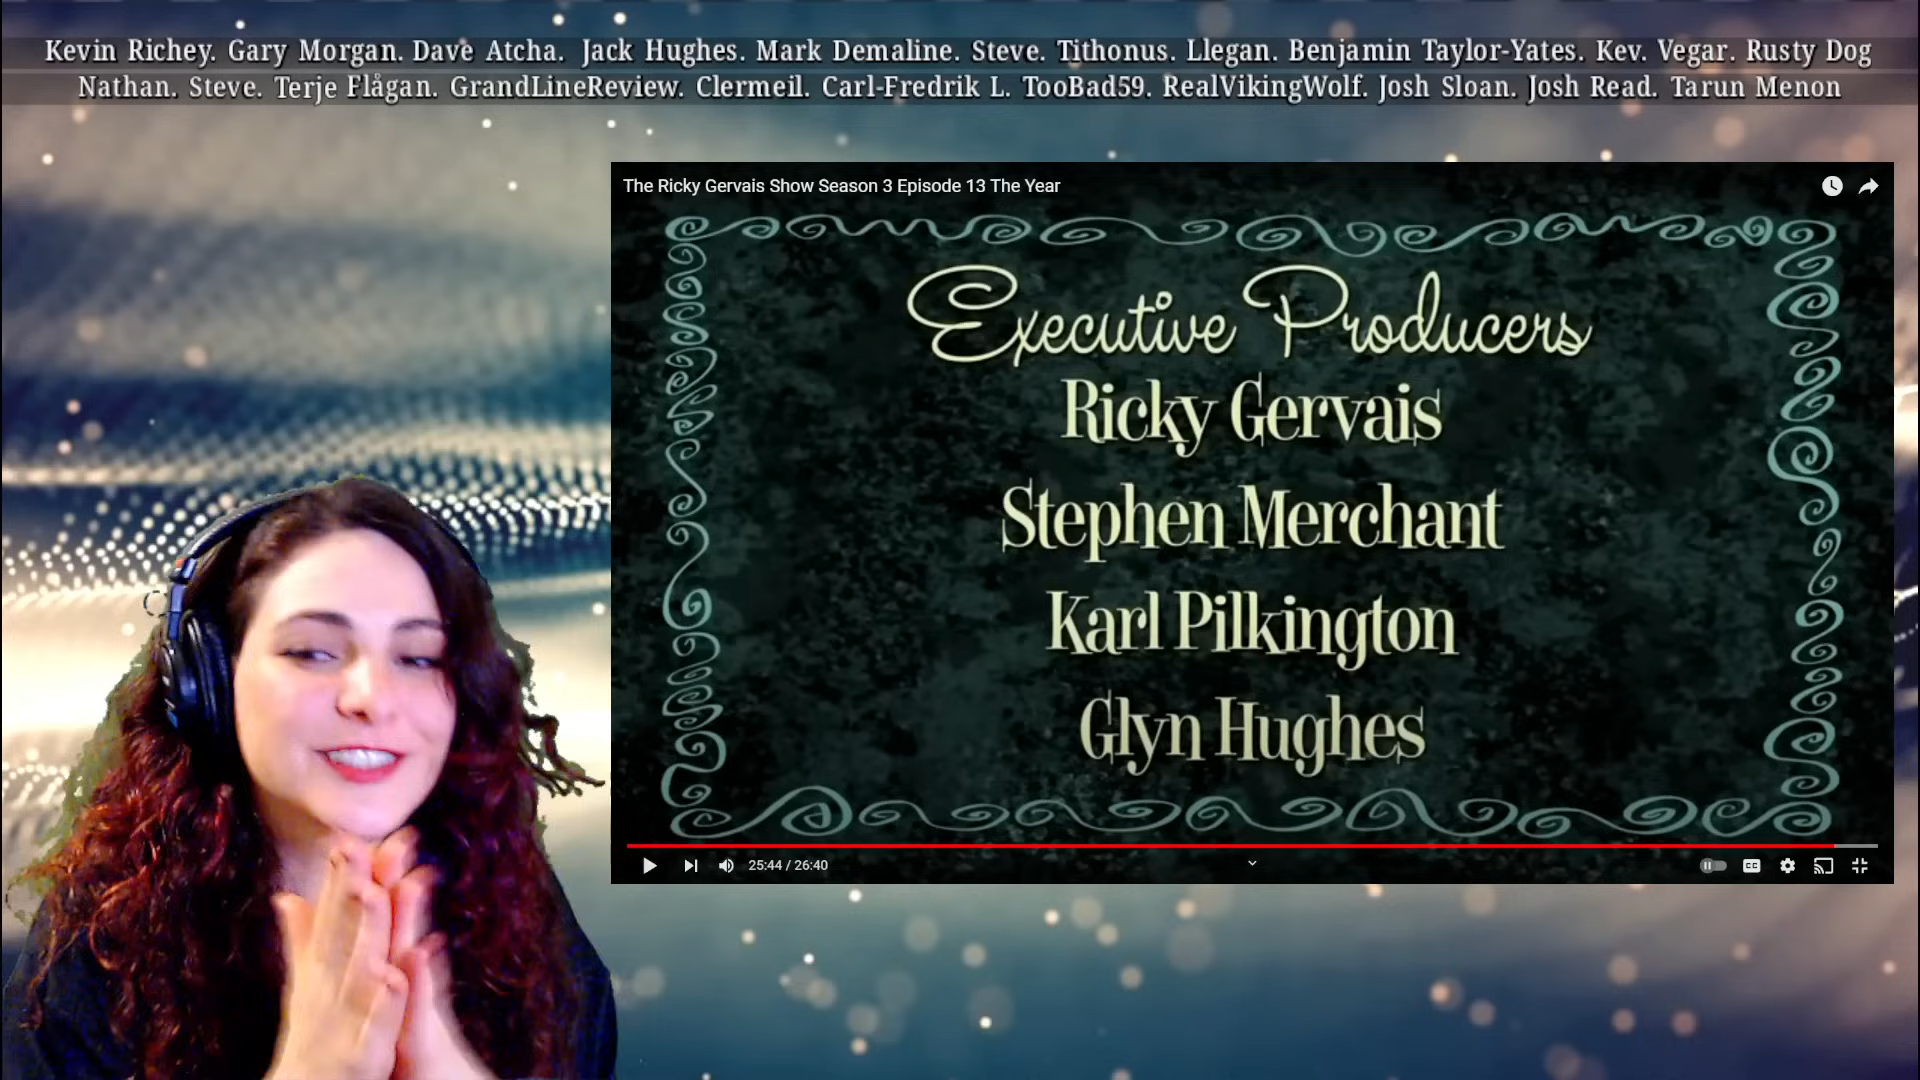 Kevin Richey. Gary Morgan. Dave Atcha. Jack Hughes. Mark Demaline. Steve. Tithonus. Llegan. Benjamin Taylor-Yates. Kev. Vegar. Rusty Dog
Nathan. Steve. Terje Flågan. GrandLineReview. Clermeil. Carl-Fredrik L. TooBad59. RealVikingWolf. Josh Sloan. Josh Read. Tarun Menon
The Ricky Gervais Show Season 3 Episode 13 The Year
Executive Producers
Ricky Gervais
Stephen Merchant
Karl Pilkington
Glyn Hughes
25:44 / 26:40
CC